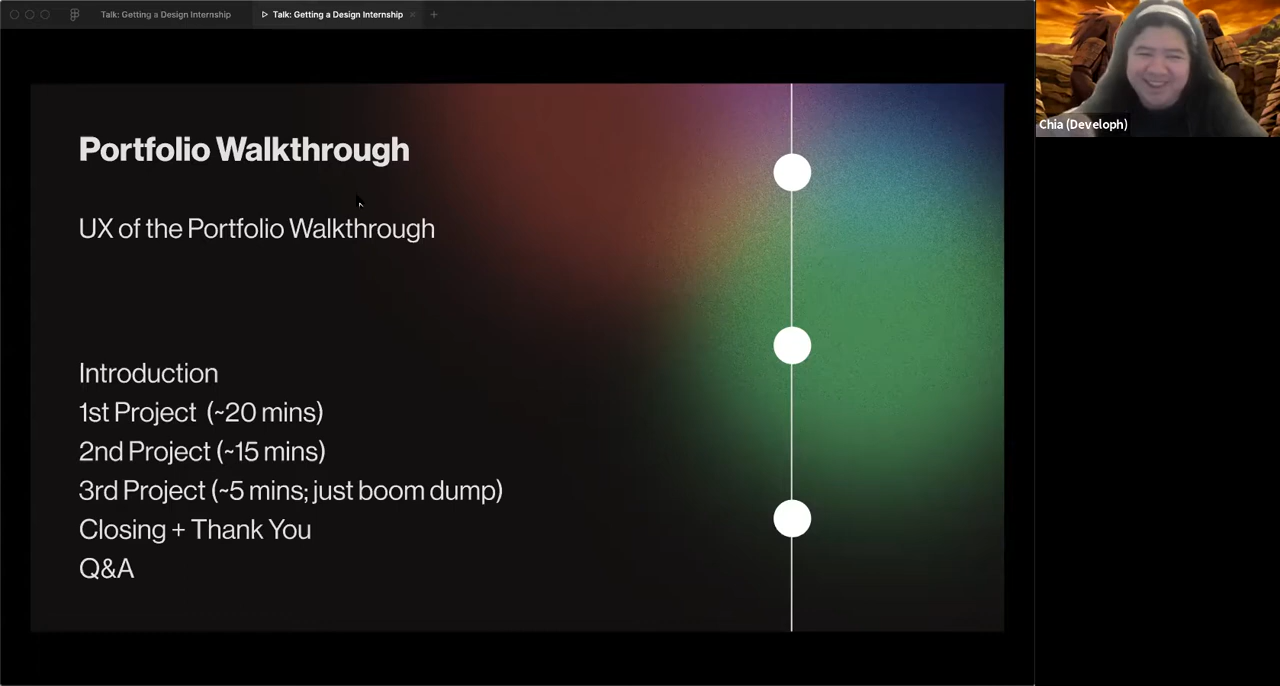 Talk: Getting a Design Internship
Talk: Getting a Design Internship
Portfolio Walkthrough
UX of the Portfolio Walkthrough
Introduction
1st Project (~20 mins)
2nd Project (~15 mins)
3rd Project (~5 mins; just boom dump)
Closing + Thank You
Q&A
Chia (Developh)